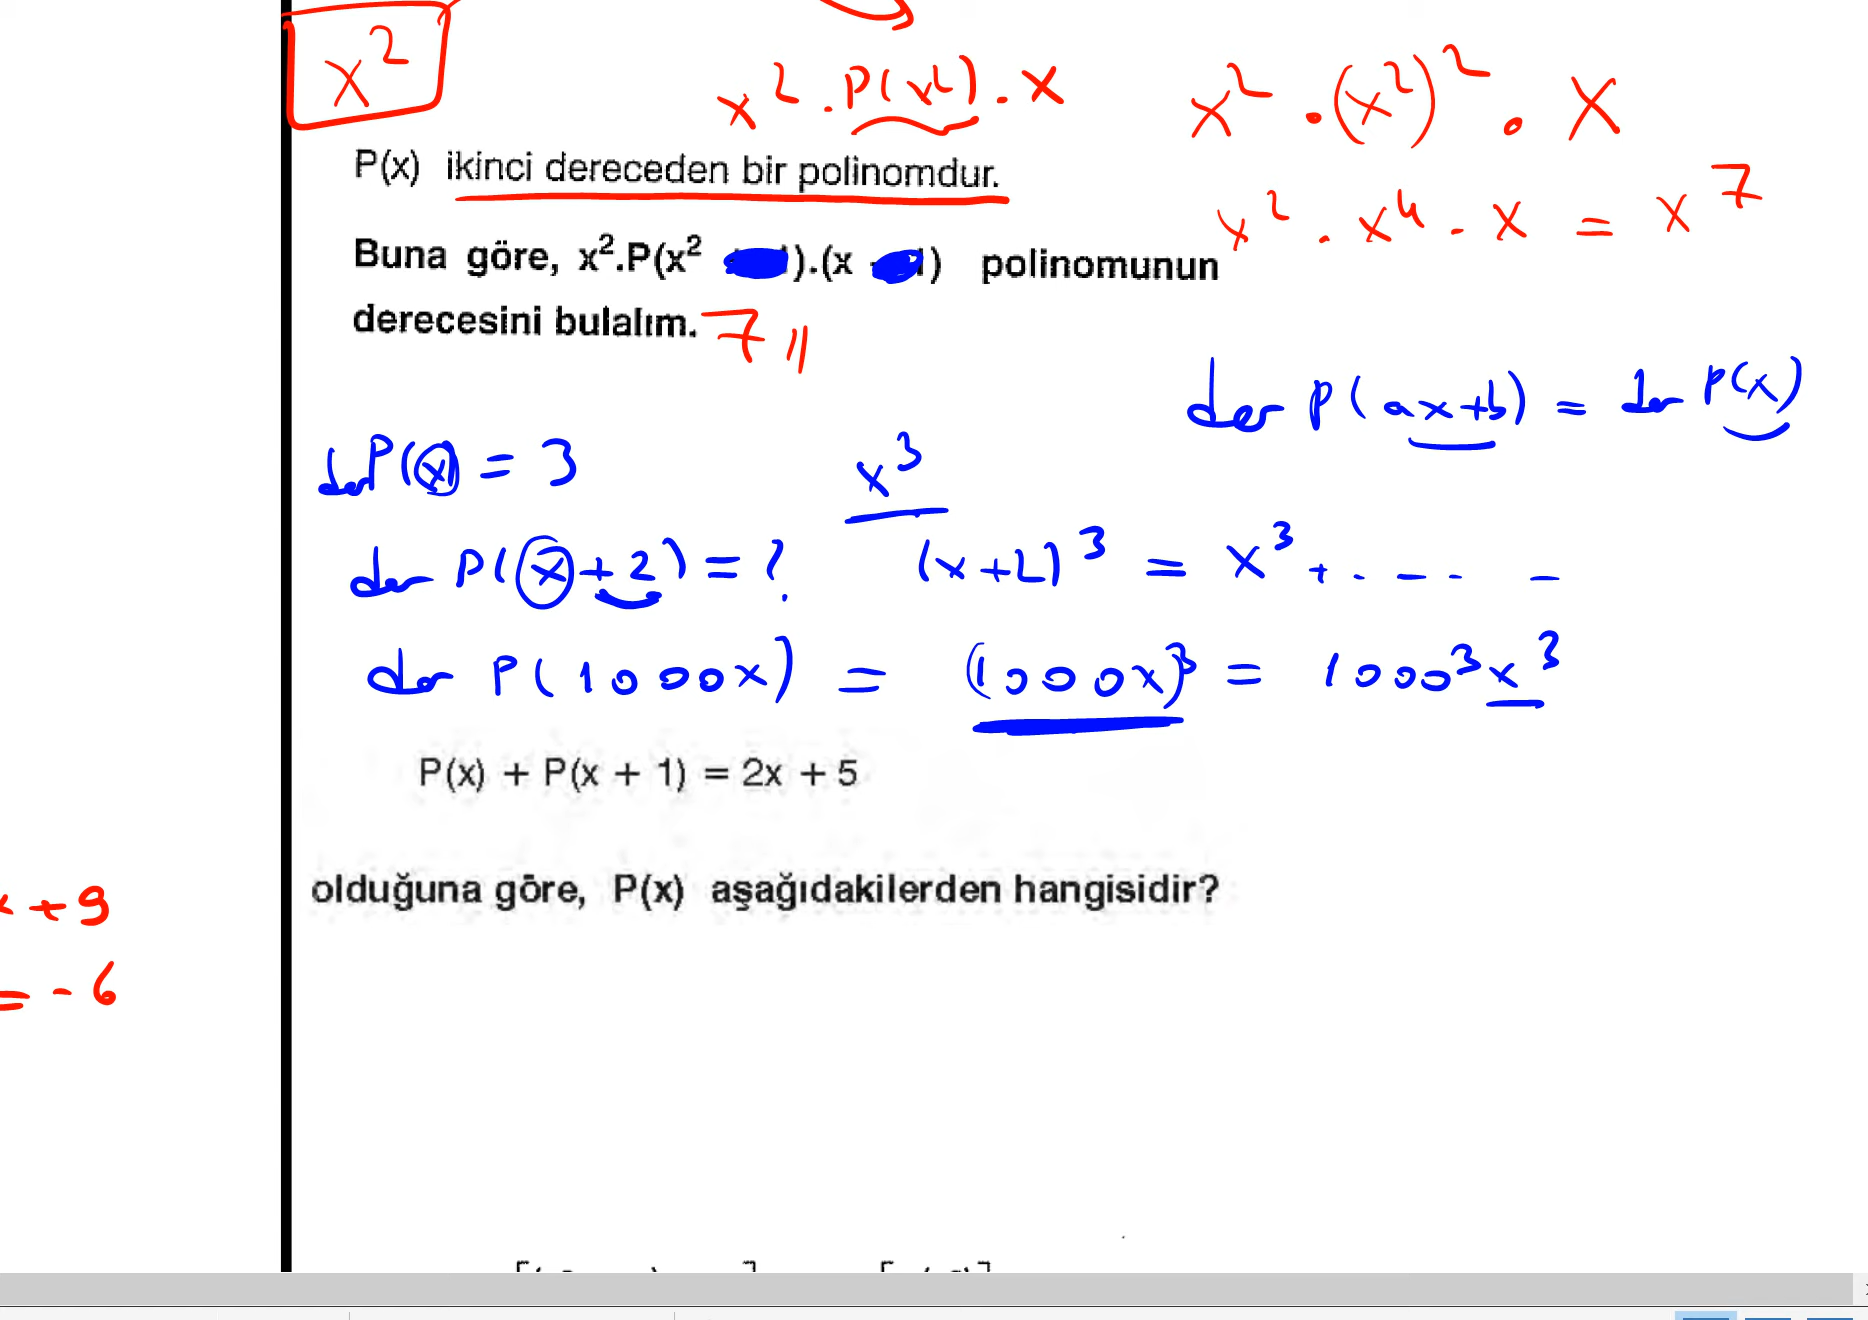 x²
x² . P(x²) . x
x² . (x²)² . x
P(x) ikinci dereceden bir polinomdur.
x² . x⁴ . x = x⁷
Buna göre, x².P(x² ).(x ) polinomunun
derecesini bulalım. 7 //
der P(ax+b) = der P(x)
der P(x) = 3
x³
der P(x+2) = ?
(x+2)³ = x³ + . - - - -
der P(1000x) = (1000x)³ = 1000³x³
P(x) + P(x + 1) = 2x + 5
olduğuna göre, P(x) aşağıdakilerden hangisidir?
x + 9
= - 6